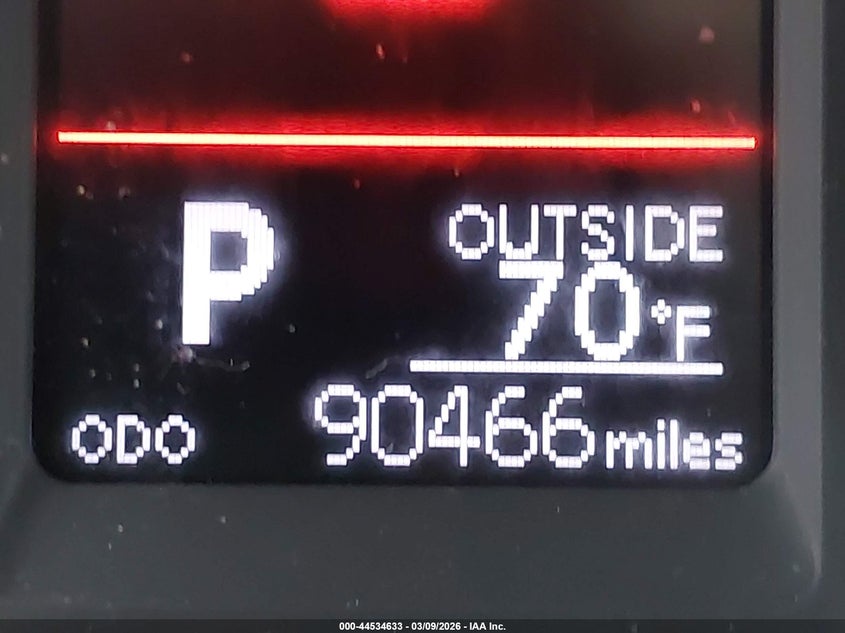 P
OUTSIDE
70°F
ODO 90466 miles
000-44534633 - 03/09/2026 - IAA Inc.